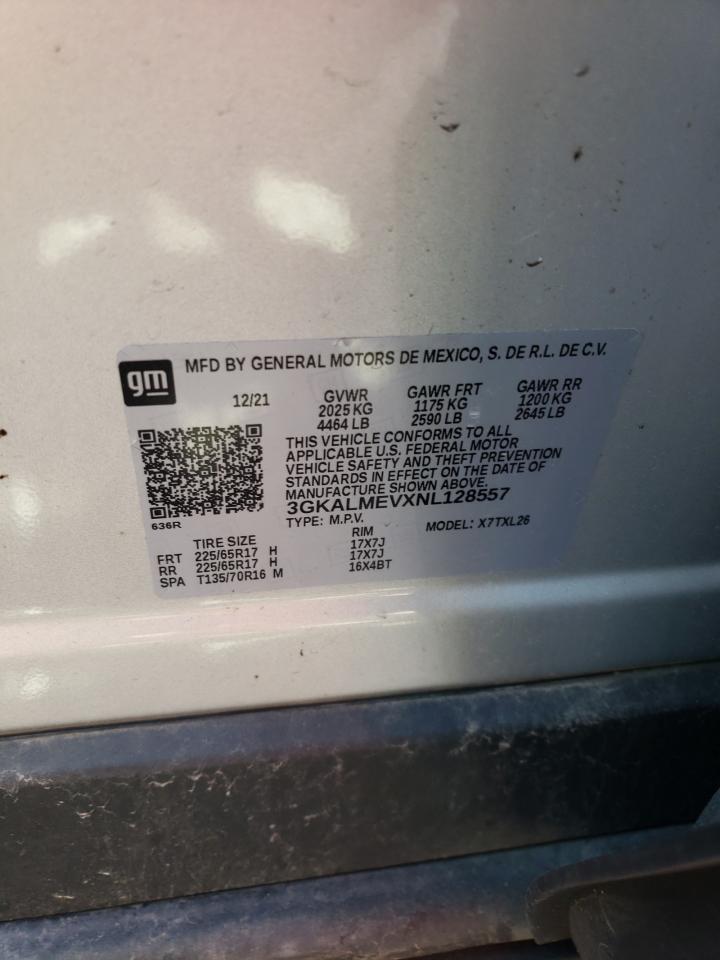 gm
MFD BY GENERAL MOTORS DE MEXICO, S. DE R.L. DE C.V.
12/21 GVWR GAWR FRT GAWR RR
2025 KG 1175 KG 1200 KG
4464 LB 2590 LB 2645 LB
THIS VEHICLE CONFORMS TO ALL
APPLICABLE U.S. FEDERAL MOTOR
VEHICLE SAFETY AND THEFT PREVENTION
STANDARDS IN EFFECT ON THE DATE OF
MANUFACTURE SHOWN ABOVE.
3GKALMEVXNL128557
636R
TYPE: M.P.V. MODEL: X7TXL26
TIRE SIZE RIM
FRT 225/65R17 H 17X7J
RR 225/65R17 H 17X7J
SPA T135/70R16 M 16X4BT